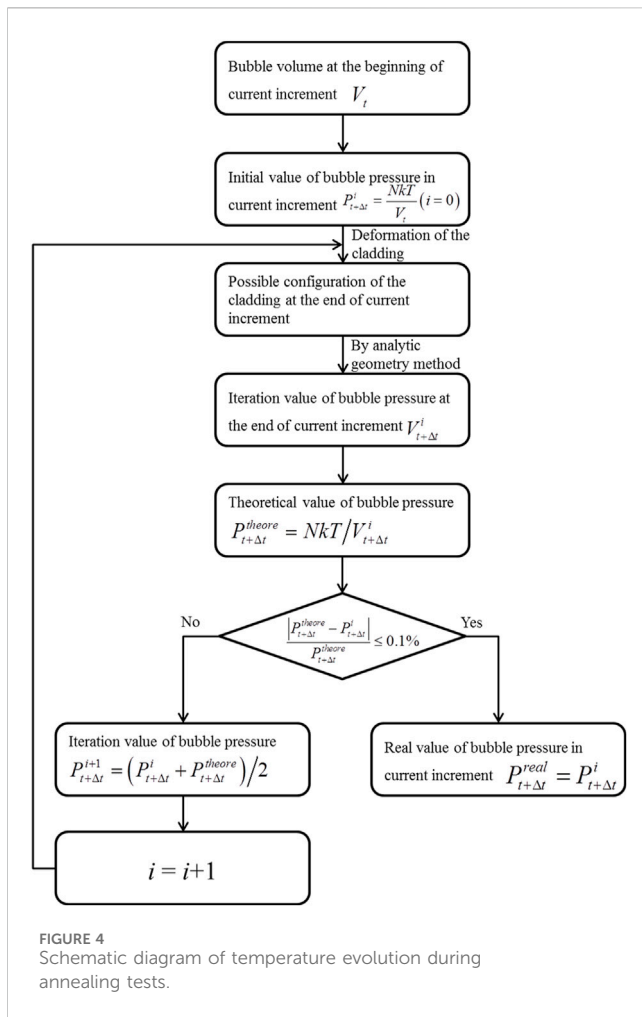 Bubble volume at the beginning of
current increment V_t
Initial value of bubble pressure in
current increment P^i_{t+Δt} = NkT/V_t (i=0)
Deformation of the
cladding
Possible configuration of the
cladding at the end of current
increment
By analytic
geometry method
Iteration value of bubble pressure at
the end of current increment V^i_{t+Δt}
Theoretical value of bubble pressure
P^{theore}_{t+Δt} = NkT/V^i_{t+Δt}
No
|P^{theore}_{t+Δt} − P^i_{t+Δt}|/P^{theore}_{t+Δt} ≤ 0.1%
Yes
Iteration value of bubble pressure
P^{i+1}_{t+Δt} = (P^i_{t+Δt} + P^{theore}_{t+Δt})/2
Real value of bubble pressure in
current increment P^{real}_{t+Δt} = P^i_{t+Δt}
i = i+1
FIGURE 4
Schematic diagram of temperature evolution during
annealing tests.